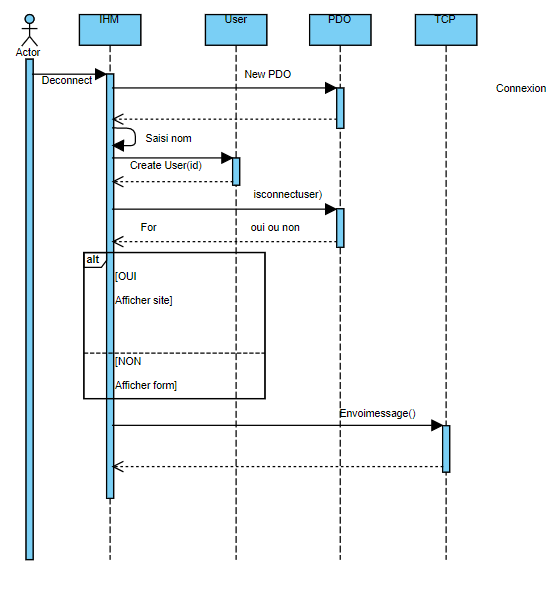 IHM
User
PDO
TCP
Actor
Deconnect
New PDO
Connexion
Saisi nom
Create User(id)
isconnectuser)
For
oui ou non
alt
[OUI
Afficher site]
[NON
Afficher form]
Envoimessage()